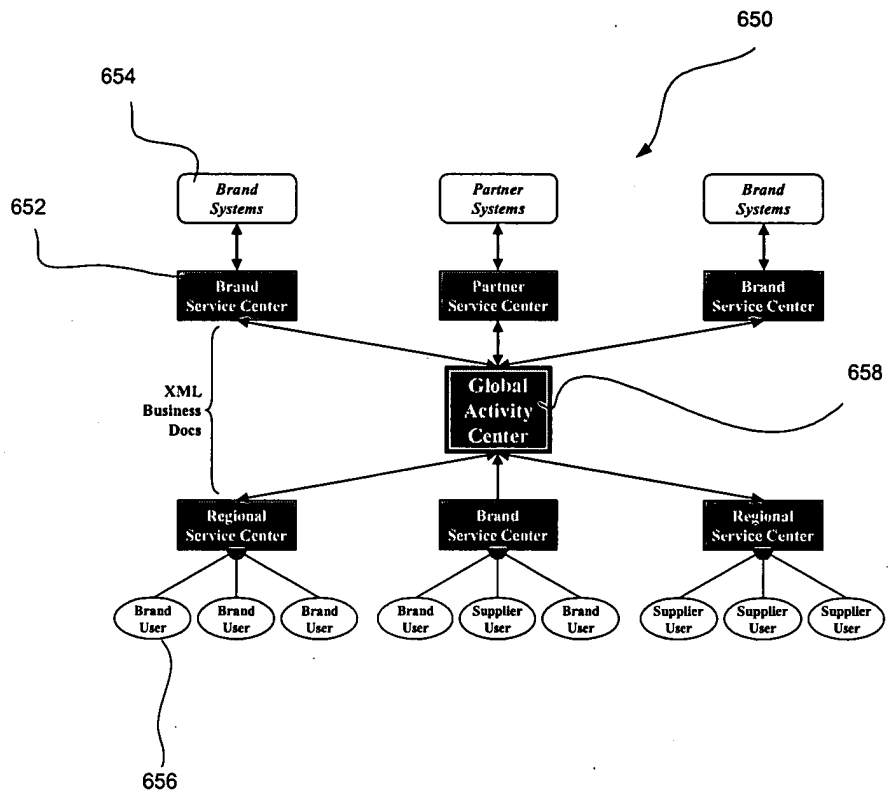 650
654
Brand
Systems
Partner
Systems
Brand
Systems
652
Brand
Service Center
Partner
Service Center
Brand
Service Center
XML
Business
Docs
Global
Activity
Center
658
Regional
Service Center
Brand
Service Center
Regional
Service Center
Brand
User
Brand
User
Brand
User
Brand
User
Supplier
User
Brand
User
Supplier
User
Supplier
User
Supplier
User
656